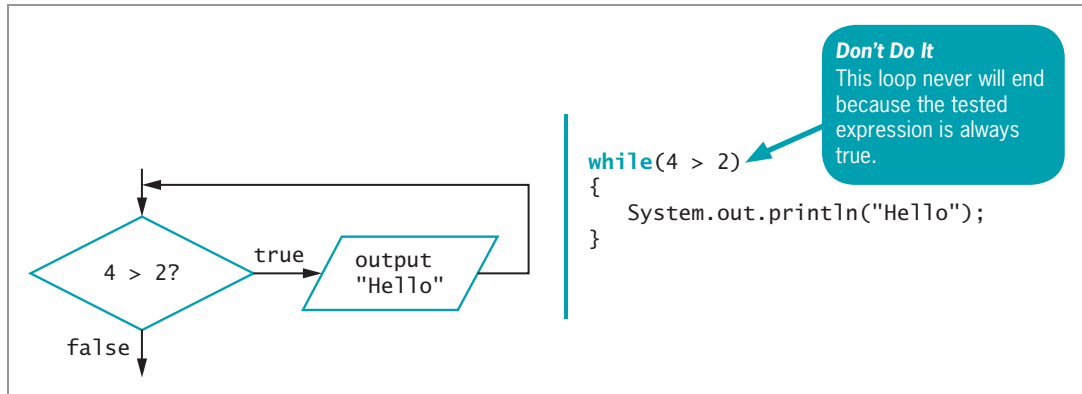 Don't Do It
This loop never will end
because the tested
expression is always
true.
while(4 > 2)
{
System.out.println("Hello");
}
4 > 2?
true
output
"Hello"
false